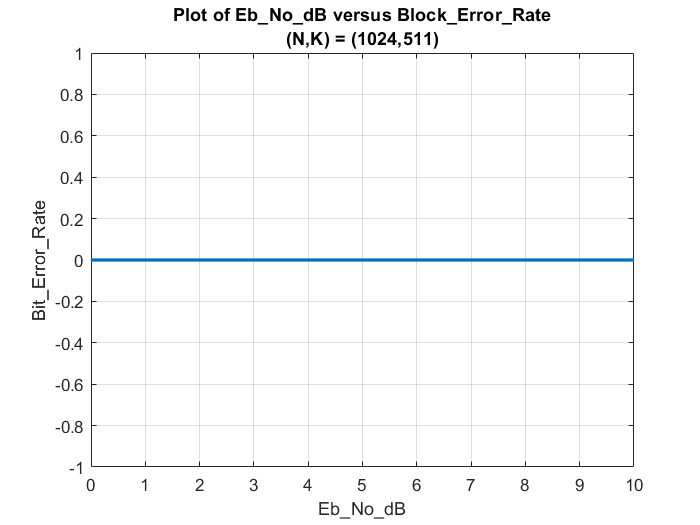 Plot of Eb_No_dB versus Block_Error_Rate
(N,K) = (1024,511)
1
0.8
0.6
0.4
0.2
0
-0.2
-0.4
-0.6
-0.8
-1
Bit_Error_Rate
0 1 2 3 4 5 6 7 8 9 10
Eb_No_dB